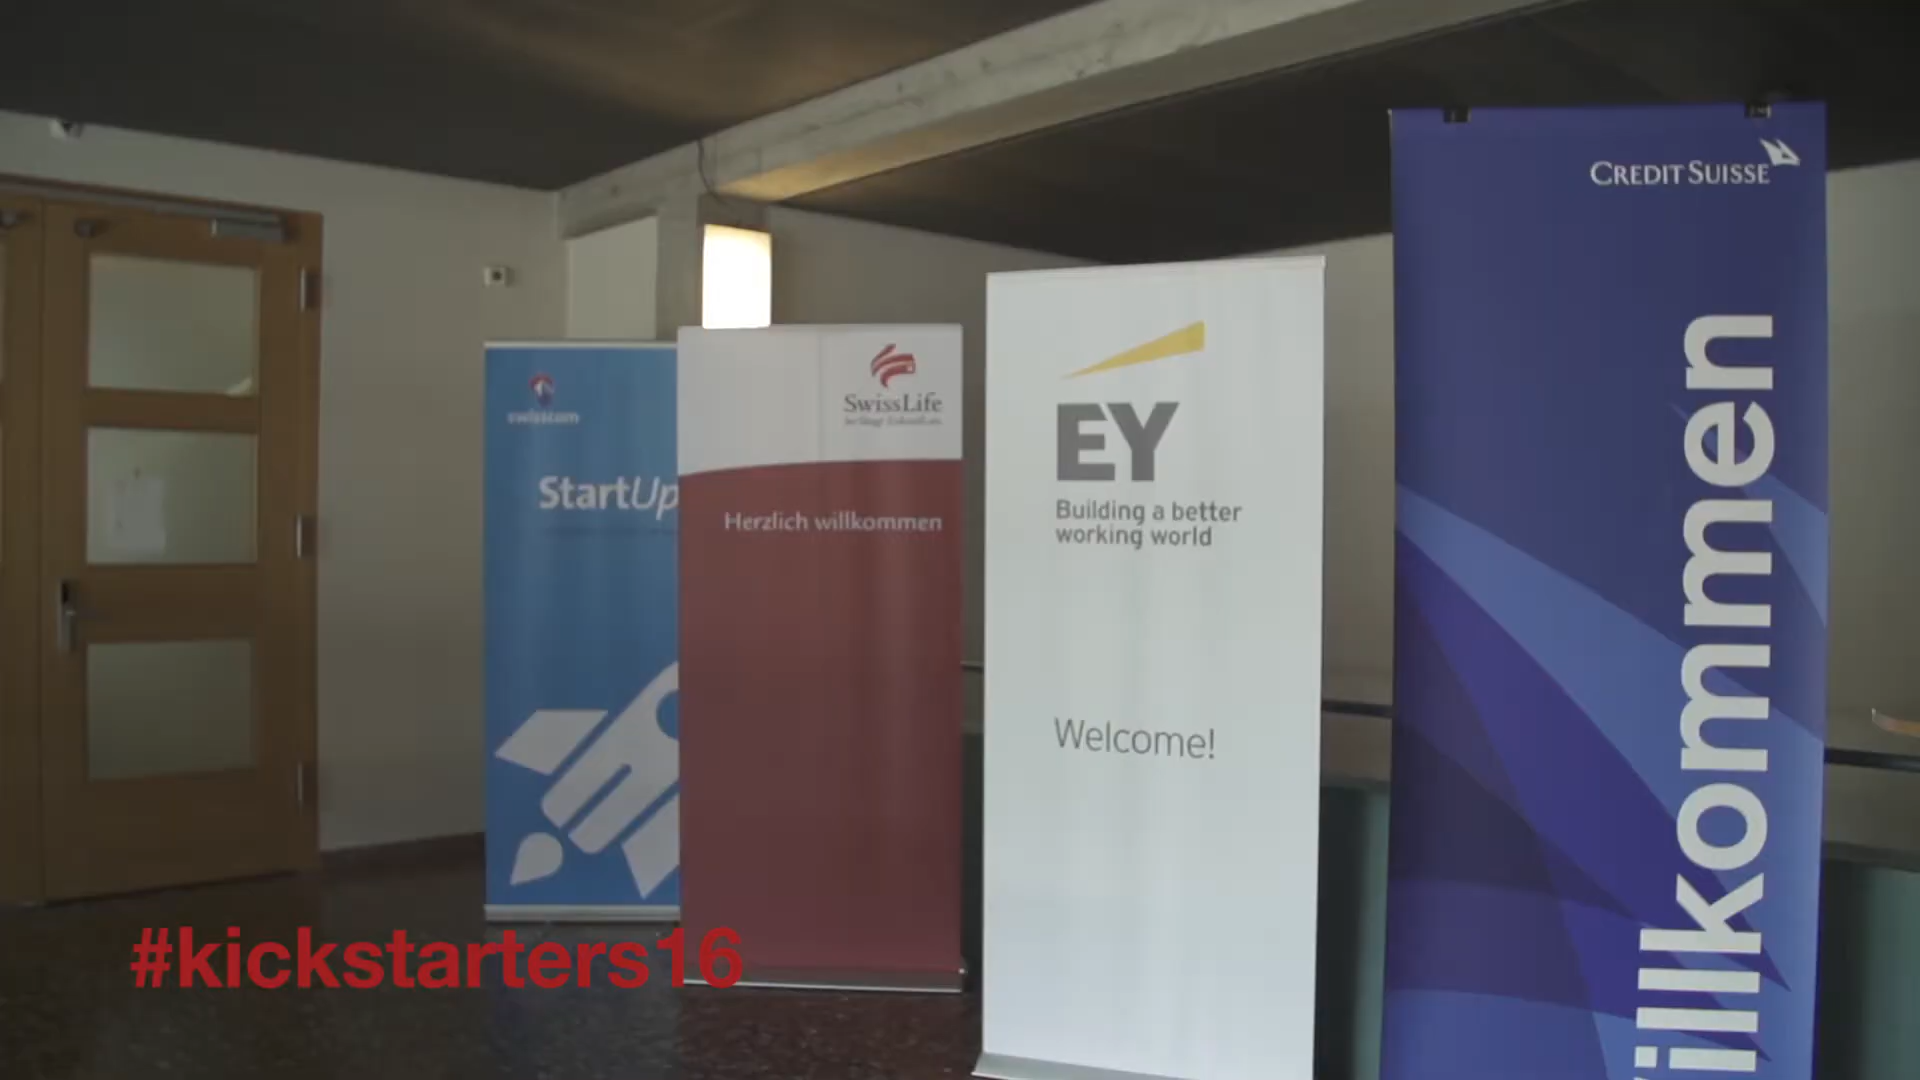 swisscom
StartUp
SwissLife
Herzlich willkommen
EY
Building a better
working world
Welcome!
CREDIT SUISSE
illkommen
#kickstarters16